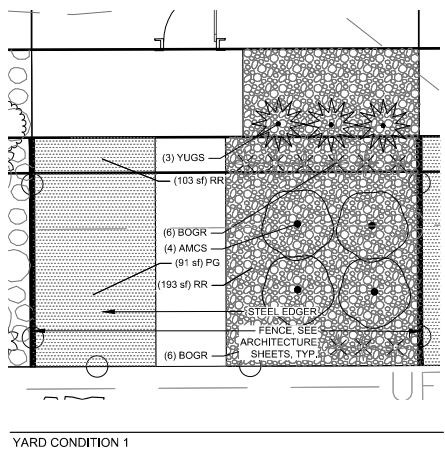 (3) YUGS
(103 sf) RR
(6) BOGR
(4) AMCS
(91 sf) PG
(193 sf) RR
STEEL EDGER
FENCE, SEE
ARCHITECTURE
SHEETS, TYP.
(6) BOGR
YARD CONDITION 1